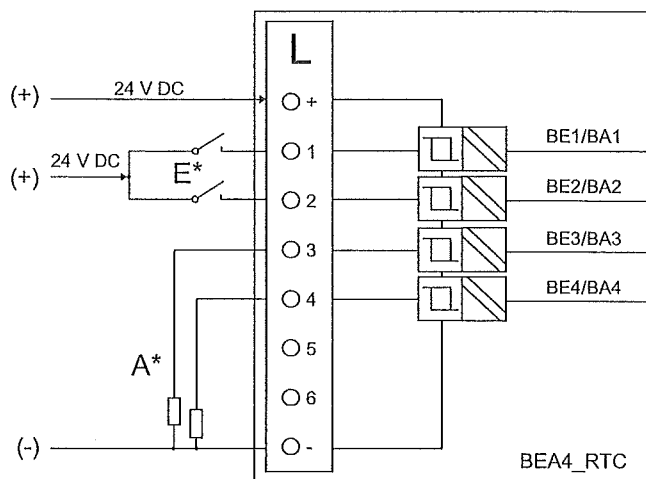 L
(+) 24 V DC +
BE1/BA1
1
(+) 24 V DC
E*
BE2/BA2
2
BE3/BA3
3
BE4/BA4
4
5
A*
6
(-) -
BEA4_RTC